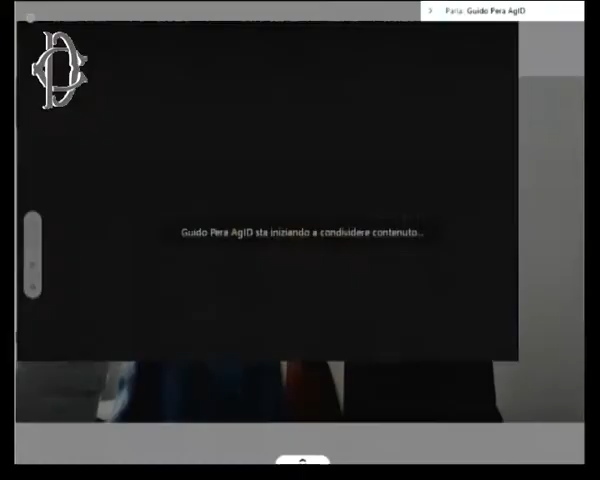 Parla: Guido Pera AgID
Guido Pera AgID sta iniziando a condividere contenuto...